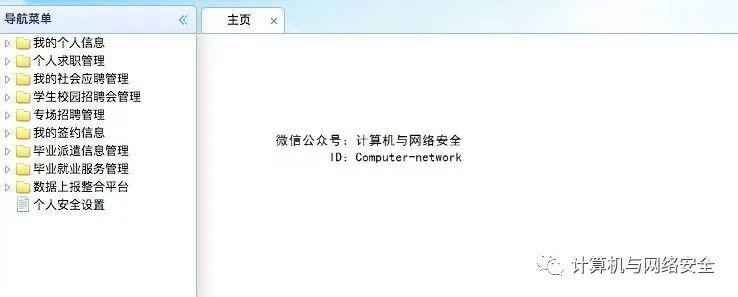 导航菜单
主页
我的个人信息
个人求职管理
我的社会应聘管理
学生校园招聘会管理
专场招聘管理
我的签约信息
毕业派遣信息管理
毕业就业服务管理
数据上报整合平台
个人安全设置
微信公众号：计算机与网络安全
ID：Computer-network
计算机与网络安全